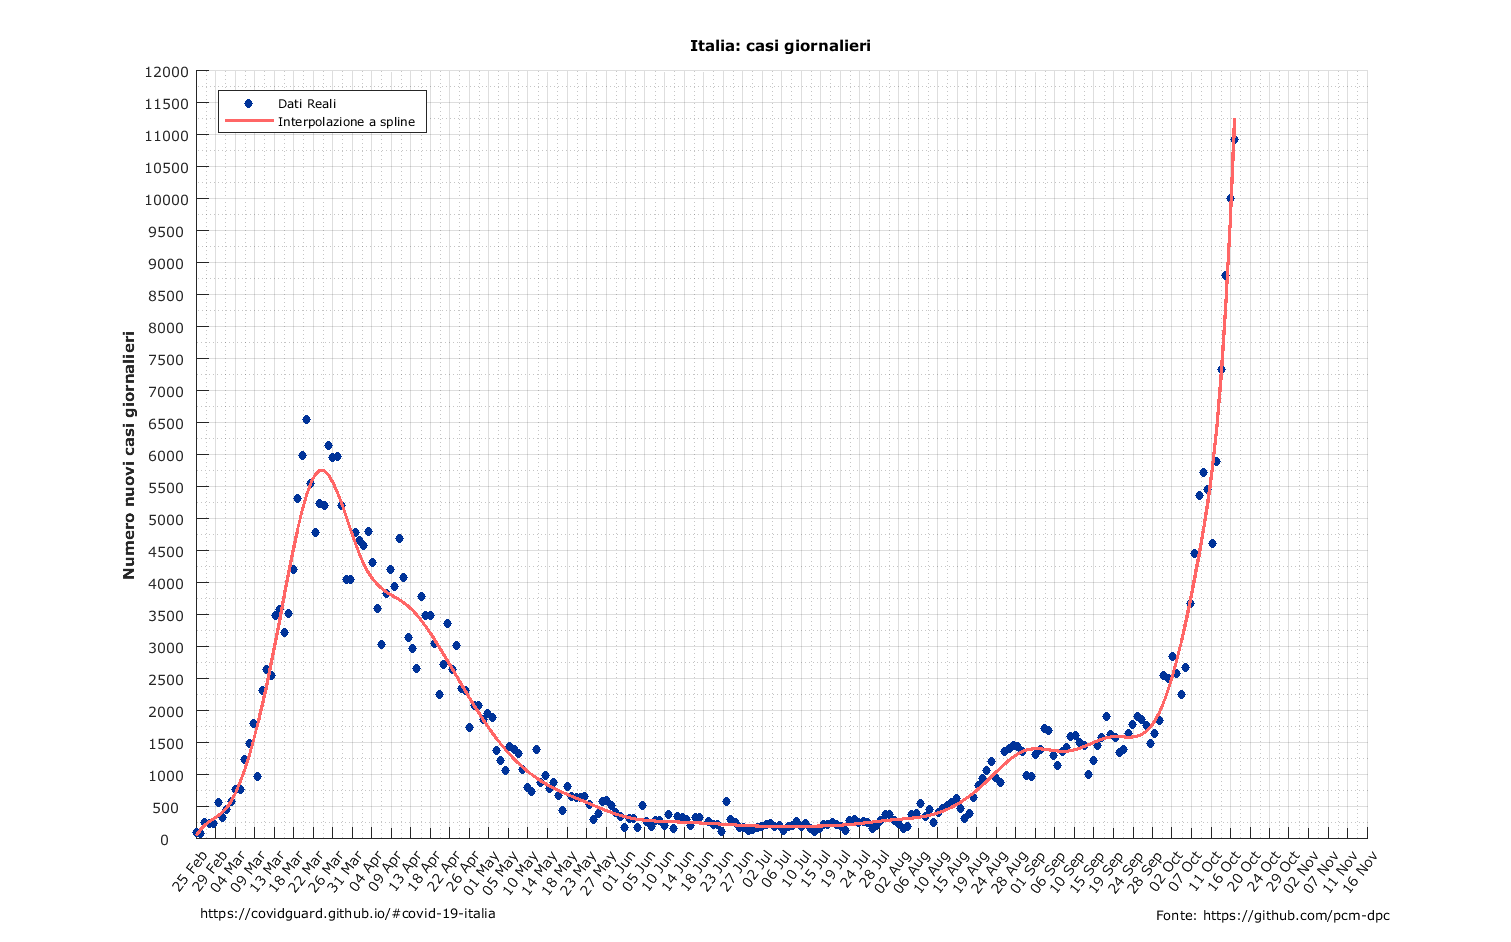 Italia: casi giornalieri
Dati Reali
Interpolazione a spline
Numero nuovi casi giornalieri
12000
11500
11000
10500
10000
9500
9000
8500
8000
7500
7000
6500
6000
5500
5000
4500
4000
3500
3000
2500
2000
1500
1000
500
0
25 Feb
29 Feb
04 Mar
09 Mar
13 Mar
18 Mar
22 Mar
26 Mar
31 Mar
04 Apr
09 Apr
13 Apr
18 Apr
22 Apr
26 Apr
01 May
05 May
10 May
14 May
18 May
23 May
27 May
01 Jun
05 Jun
10 Jun
14 Jun
18 Jun
23 Jun
27 Jun
02 Jul
06 Jul
10 Jul
15 Jul
19 Jul
24 Jul
28 Jul
02 Aug
06 Aug
10 Aug
15 Aug
19 Aug
24 Aug
28 Aug
01 Sep
06 Sep
10 Sep
15 Sep
19 Sep
24 Sep
28 Sep
02 Oct
07 Oct
11 Oct
16 Oct
20 Oct
24 Oct
29 Oct
02 Nov
07 Nov
11 Nov
16 Nov
https://covidguard.github.io/#covid-19-italia
Fonte: https://github.com/pcm-dpc